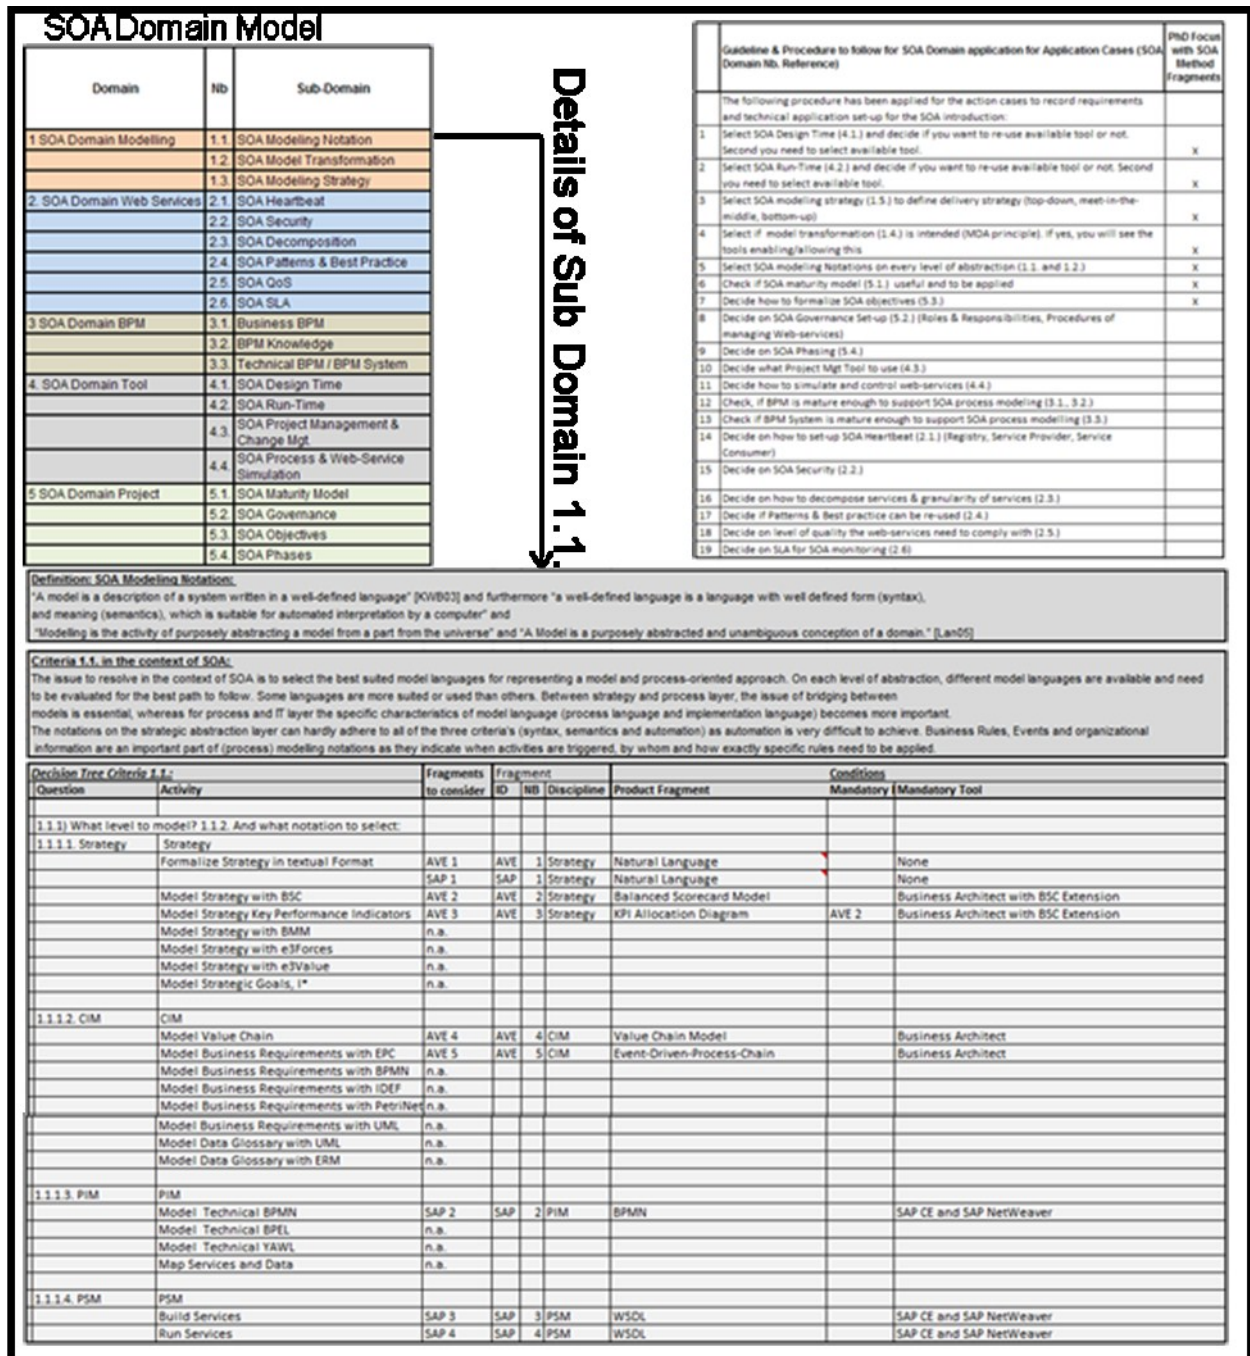 SOA Domain Model
Domain Nb Sub-Domain
1 SOA Domain Modelling 1.1. SOA Modeling Notation
1.2. SOA Model Transformation
1.3. SOA Modeling Strategy
2. SOA Domain Web Services 2.1. SOA Heartbeat
2.2. SOA Security
2.3. SOA Decomposition
2.4. SOA Patterns & Best Practice
2.5. SOA QoS
2.6. SOA SLA
3 SOA Domain BPM 3.1. Business BPM
3.2. BPM Knowledge
3.3. Technical BPM / BPM System
4. SOA Domain Tool 4.1. SOA Design Time
4.2. SOA Run-Time
4.3. SOA Project Management &
Change Mgt.
4.4. SOA Process & Web-Service
Simulation
5 SOA Domain Project 5.1. SOA Maturity Model
5.2. SOA Governance
5.3. SOA Objectives
5.4. SOA Phases
Details of Sub Domain 1.1.
Guideline & Procedure to follow for SOA Domain application for Application Cases (SOA
Domain Nb. Reference)
PhD Focus
with SOA
Method
Fragments
The following procedure has been applied for the action cases to record requirements
and technical application set-up for the SOA introduction:
1 Select SOA Design Time (4.1.) and decide if you want to re-use available tool or not.
Second you need to select available tool. x
2 Select SOA Run-Time (4.2.) and decide if you want to re-use available tool or not. Second
you need to select available tool. x
3 Select SOA modeling strategy (1.5.) to define delivery strategy (top-down, meet-in-the-
middle, bottom-up) x
4 Select if model transformation (1.4.) is intended (MDA principle). If yes, you will see the
tools enabling/allowing this x
5 Select SOA modeling Notations on every level of abstraction (1.1. and 1.2.) x
6 Check if SOA maturity model (5.1.) useful and to be applied x
7 Decide how to formalize SOA objectives (5.3.) x
8 Decide on SOA Governance Set-up (5.2.) (Roles & Responsibilities, Procedures of
managing Web-services)
9 Decide on SOA Phasing (5.4.)
10 Decide what Project Mgt Tool to use (4.3.)
11 Decide how to simulate and control web-services (4.4.)
12 Check, if BPM is mature enough to support SOA process modeling (3.1., 3.2.)
13 Check if BPM System is mature enough to support SOA process modelling (3.3.)
14 Decide on how to set-up SOA Heartbeat (2.1.) (Registry, Service Provider, Service
Consumer)
15 Decide on SOA Security (2.2.)
16 Decide on how to decompose services & granularity of services (2.3.)
17 Decide if Patterns & Best practice can be re-used (2.4.)
18 Decide on level of quality the web-services need to comply with (2.5.)
19 Decide on SLA for SOA monitoring (2.6)
Definition: SOA Modeling Notation:
"A model is a description of a system written in a well-defined language" [KWB03] and furthermore "a well-defined language is a language with well defined form (syntax),
and meaning (semantics), which is suitable for automated interpretation by a computer" and
"Modelling is the activity of purposely abstracting a model from a part from the universe" and "A Model is a purposely abstracted and unambiguous conception of a domain." [Lan05]
Criteria 1.1. in the context of SOA:
The issue to resolve in the context of SOA is to select the best suited model languages for representing a model and process-oriented approach. On each level of abstraction, different model languages are available and need
to be evaluated for the best path to follow. Some languages are more suited or used than others. Between strategy and process layer, the issue of bridging between
models is essential, whereas for process and IT layer the specific characteristics of model language (process language and implementation language) becomes more important.
The notations on the strategic abstraction layer can hardly adhere to all of the three criteria's (syntax, semantics and automation) as automation is very difficult to achieve. Business Rules, Events and organizational
information are an important part of (process) modeling notations as they indicate when activities are triggered, by whom and how exactly specific rules need to be applied.
Decision Tree Criteria 1.1.: Fragments Fragment Conditions
Question Activity to consider ID NB Discipline Product Fragment Mandatory Mandatory Tool
1.1.1) What level to model? 1.1.2. And what notation to select:
1.1.1.1. Strategy Strategy
Formalize Strategy in textual Format AVE 1 AVE 1 Strategy Natural Language None
SAP 1 SAP 1 Strategy Natural Language None
Model Strategy with BSC AVE 2 AVE 2 Strategy Balanced Scorecard Model Business Architect with BSC Extension
Model Strategy Key Performance Indicators AVE 3 AVE 3 Strategy KPI Allocation Diagram AVE 2 Business Architect with BSC Extension
Model Strategy with BMM n.a.
Model Strategy with e3Forces n.a.
Model Strategy with e3Value n.a.
Model Strategic Goals, I* n.a.
1.1.1.2. CIM CIM
Model Value Chain AVE 4 AVE 4 CIM Value Chain Model Business Architect
Model Business Requirements with EPC AVE 5 AVE 5 CIM Event-Driven-Process-Chain Business Architect
Model Business Requirements with BPMN n.a.
Model Business Requirements with IDEF n.a.
Model Business Requirements with PetriNet n.a.
Model Business Requirements with UML n.a.
Model Data Glossary with UML n.a.
Model Data Glossary with ERM n.a.
1.1.1.3. PIM PIM
Model Technical BPMN SAP 2 SAP 2 PIM BPMN SAP CE and SAP NetWeaver
Model Technical BPEL n.a.
Model Technical YAWL n.a.
Map Services and Data n.a.
1.1.1.4. PSM PSM
Build Services SAP 3 SAP 3 PSM WSDL SAP CE and SAP NetWeaver
Run Services SAP 4 SAP 4 PSM WSDL SAP CE and SAP NetWeaver